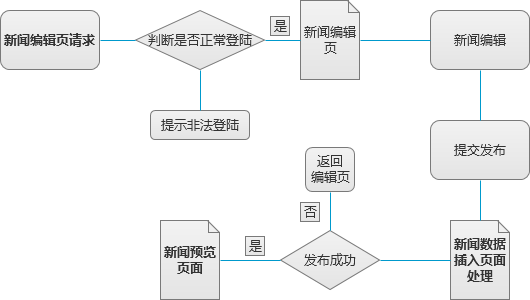 新闻编辑页请求
判断是否正常登陆
是
新闻编辑
页
新闻编辑
提示非法登陆
提交发布
返回
编辑页
否
新闻预览
页面
是
发布成功
新闻数据
插入页面
处理